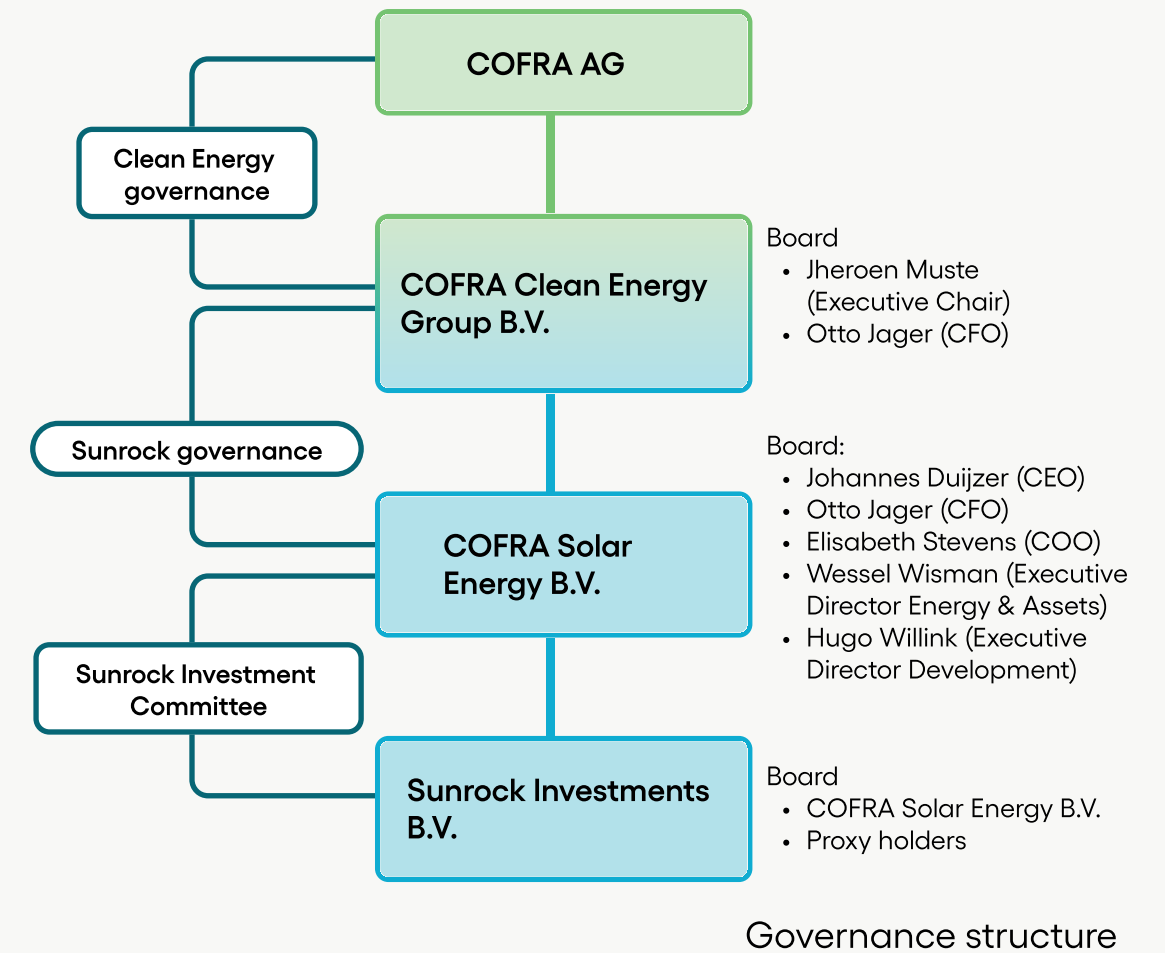 COFRA AG
Clean Energy
governance
COFRA Clean Energy
Group B.V.
Board
• Jheroen Muste
(Executive Chair)
• Otto Jager (CFO)
Sunrock governance
COFRA Solar
Energy B.V.
Board:
• Johannes Duijzer (CEO)
• Otto Jager (CFO)
• Elisabeth Stevens (COO)
• Wessel Wisman (Executive
Director Energy & Assets)
• Hugo Willink (Executive
Director Development)
Sunrock Investment
Committee
Sunrock Investments
B.V.
Board
• COFRA Solar Energy B.V.
• Proxy holders
Governance structure